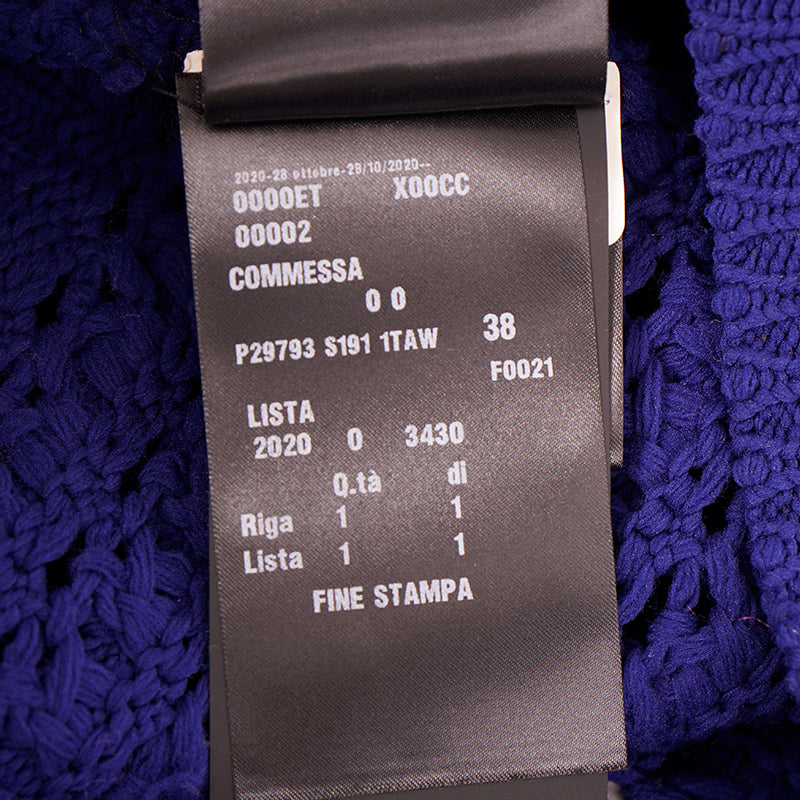 2020-28 ottobre-29/10/2020--
0000ET X00CC
00002
COMMESSA
0 0
P29793 S191 1TAW 38
F0021
LISTA
2020 0 3430
Q.tà di
Riga 1 1
Lista 1 1
FINE STAMPA